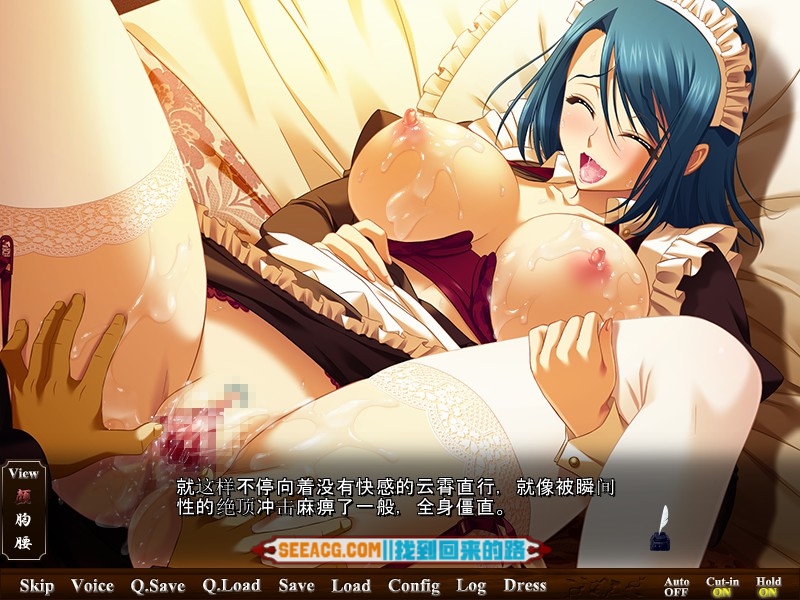 就这样不停向着没有快感的云霄直行，就像被瞬间
性的绝顶冲击麻痹了一般，全身僵直。
SEEACG.COM||找到回来的路
View
颜
胸
腰
Skip Voice Q.Save Q.Load Save Load Config Log Dress
Auto OFF Cut-in ON Hold ON